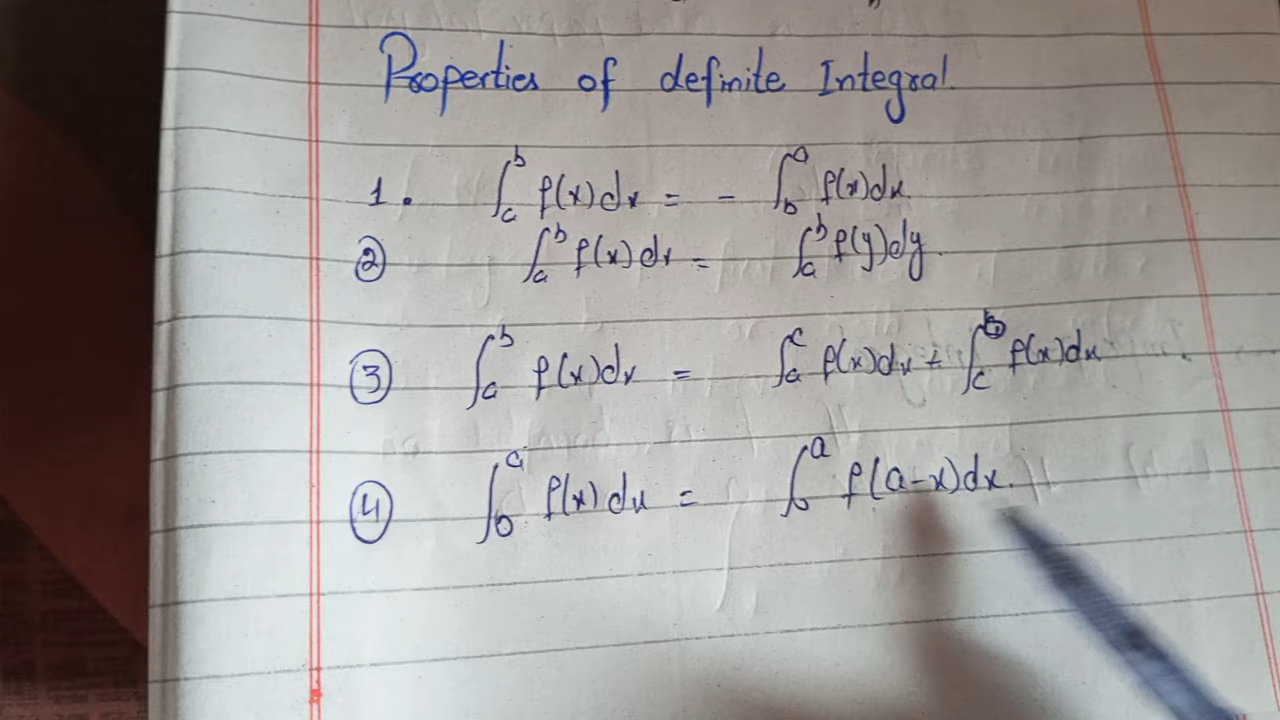 Properties of definite Integral.
1. ∫_a^b f(x)dx = - ∫_b^a f(x)dx.
② ∫_a^b f(x)dx = ∫_a^b f(y)dy.
③ ∫_a^b f(x)dx = ∫_a^c f(x)dx + ∫_c^b f(x)dx
④ ∫_0^a f(x)dx = ∫_0^a f(a-x)dx.